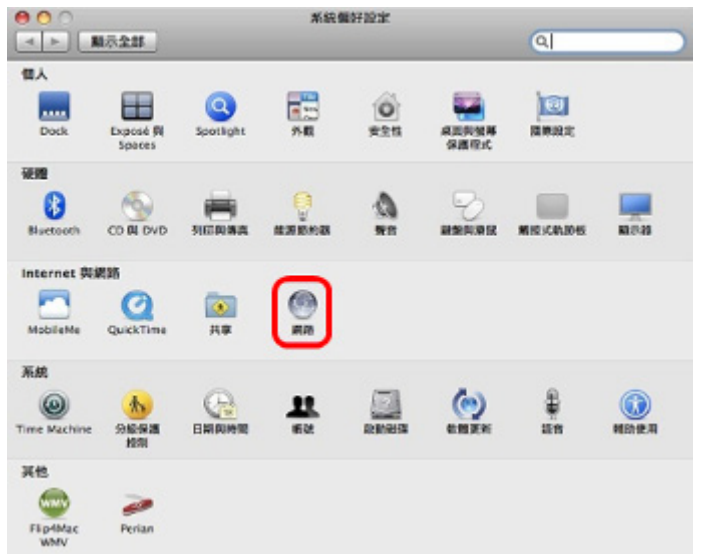 系統偏好設定
顯示全部
個人
Dock
Exposé 與
Spaces
Spotlight
外觀
安全性
桌面與螢幕
保護程式
國際設定
硬體
Bluetooth
CD 與 DVD
列印與傳真
能源節約器
聲音
鍵盤與滑鼠
觸控式軌跡板
顯示器
Internet 與網路
MobileMe
QuickTime
共享
網路
系統
Time Machine
分級保護
控制
日期與時間
帳號
啟動磁碟
軟體更新
語音
輔助使用
其他
WMV
Flip4Mac
WMV
Perian